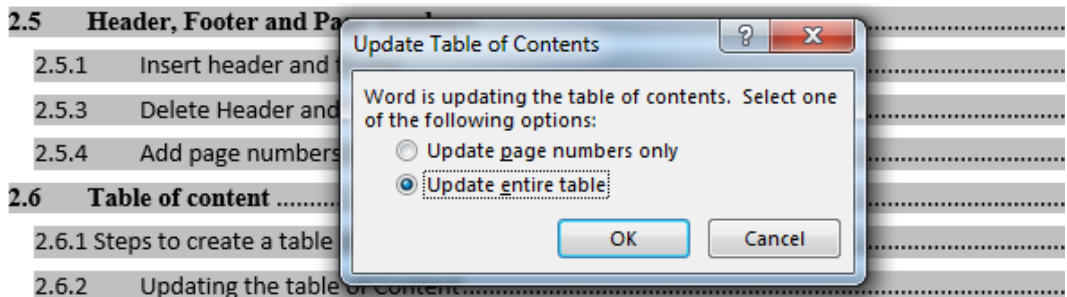 2.5 Header, Footer and Pa
Update Table of Contents
2.5.1 Insert header and
Word is updating the table of contents. Select one
of the following options:
2.5.3 Delete Header and
Update page numbers only
2.5.4 Add page numbers
Update entire table
2.6 Table of content ..........
OK Cancel
2.6.1 Steps to create a table
2.6.2 Updating the table of Content